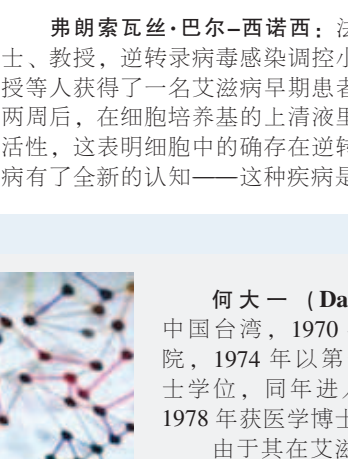 弗朗索瓦丝·巴尔–西诺西：法
士、教授，逆转录病毒感染调控小
授等人获得了一名艾滋病早期患者
两周后，在细胞培养基的上清液里
活性，这表明细胞中的确存在逆转
病有了全新的认知——这种疾病是
何大一（Da
中国台湾，1970
院，1974 年以第
士学位，同年进入
1978 年获医学博士
由于其在艾滋